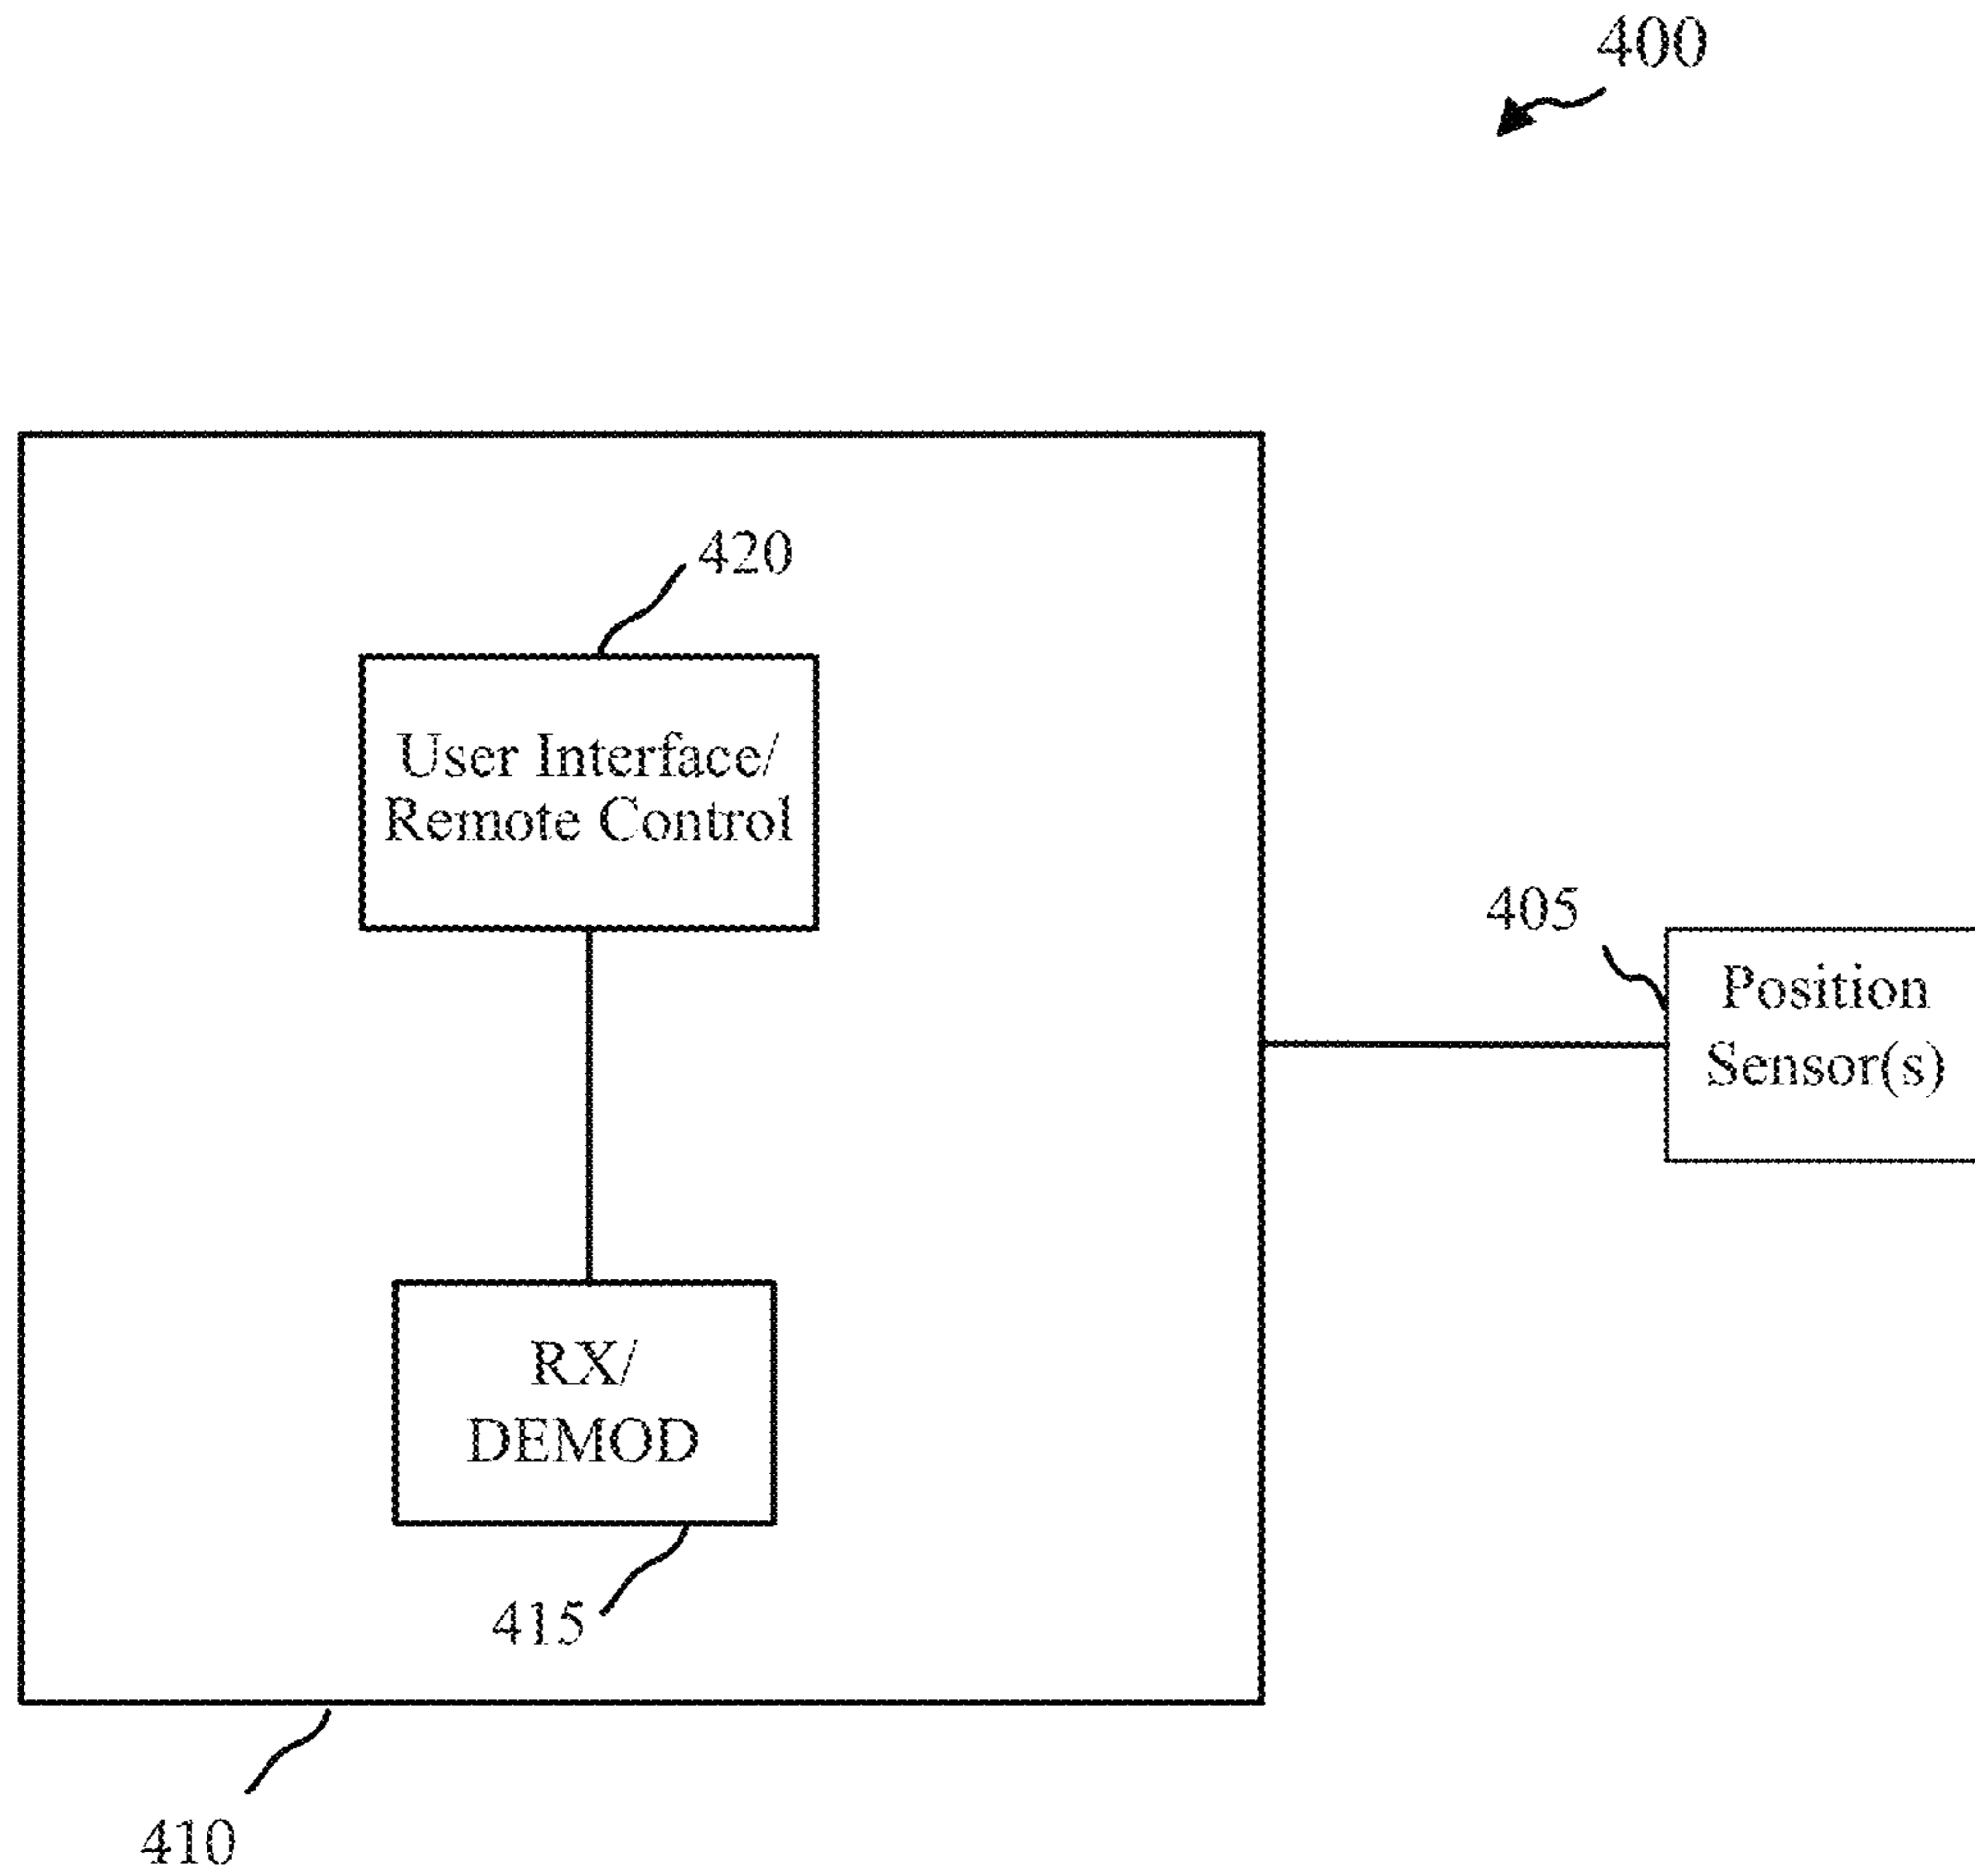 400
420
User Interface/
Remote Control
405
Position
Sensor(s)
RX/
DEMOD
415
410